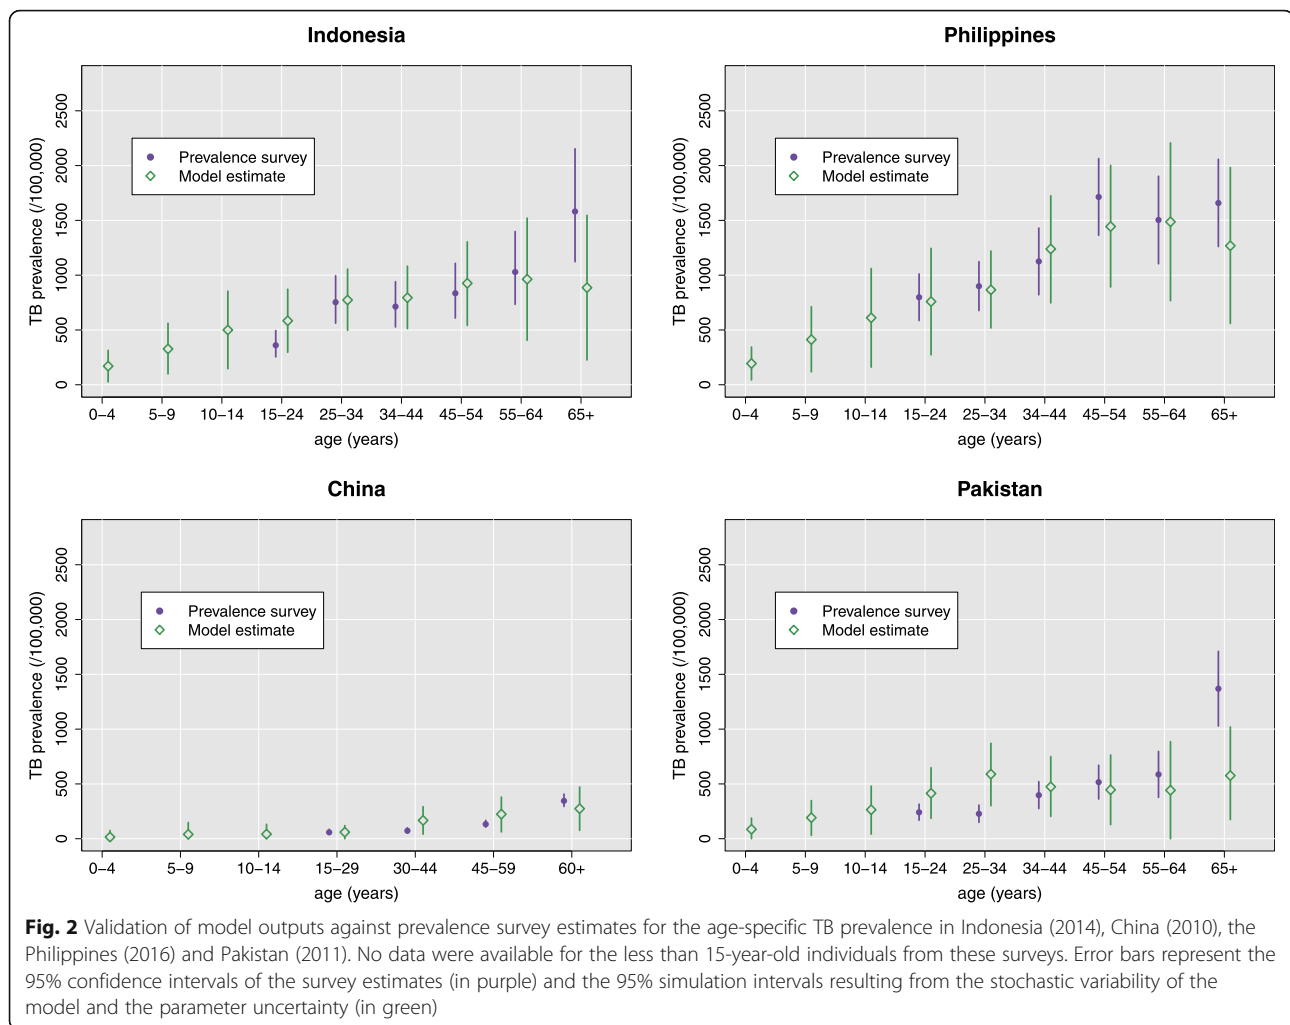 Indonesia
TB prevalence (/100,000)
2500
2000
1500
1000
500
0
Prevalence survey
Model estimate
0–4 5–9 10–14 15–24 25–34 34–44 45–54 55–64 65+
age (years)
Philippines
TB prevalence (/100,000)
2500
2000
1500
1000
500
0
Prevalence survey
Model estimate
0–4 5–9 10–14 15–24 25–34 34–44 45–54 55–64 65+
age (years)
China
TB prevalence (/100,000)
2500
2000
1500
1000
500
0
Prevalence survey
Model estimate
0–4 5–9 10–14 15–29 30–44 45–59 60+
age (years)
Pakistan
TB prevalence (/100,000)
2500
2000
1500
1000
500
0
Prevalence survey
Model estimate
0–4 5–9 10–14 15–24 25–34 34–44 45–54 55–64 65+
age (years)
Fig. 2 Validation of model outputs against prevalence survey estimates for the age-specific TB prevalence in Indonesia (2014), China (2010), the
Philippines (2016) and Pakistan (2011). No data were available for the less than 15-year-old individuals from these surveys. Error bars represent the
95% confidence intervals of the survey estimates (in purple) and the 95% simulation intervals resulting from the stochastic variability of the
model and the parameter uncertainty (in green)